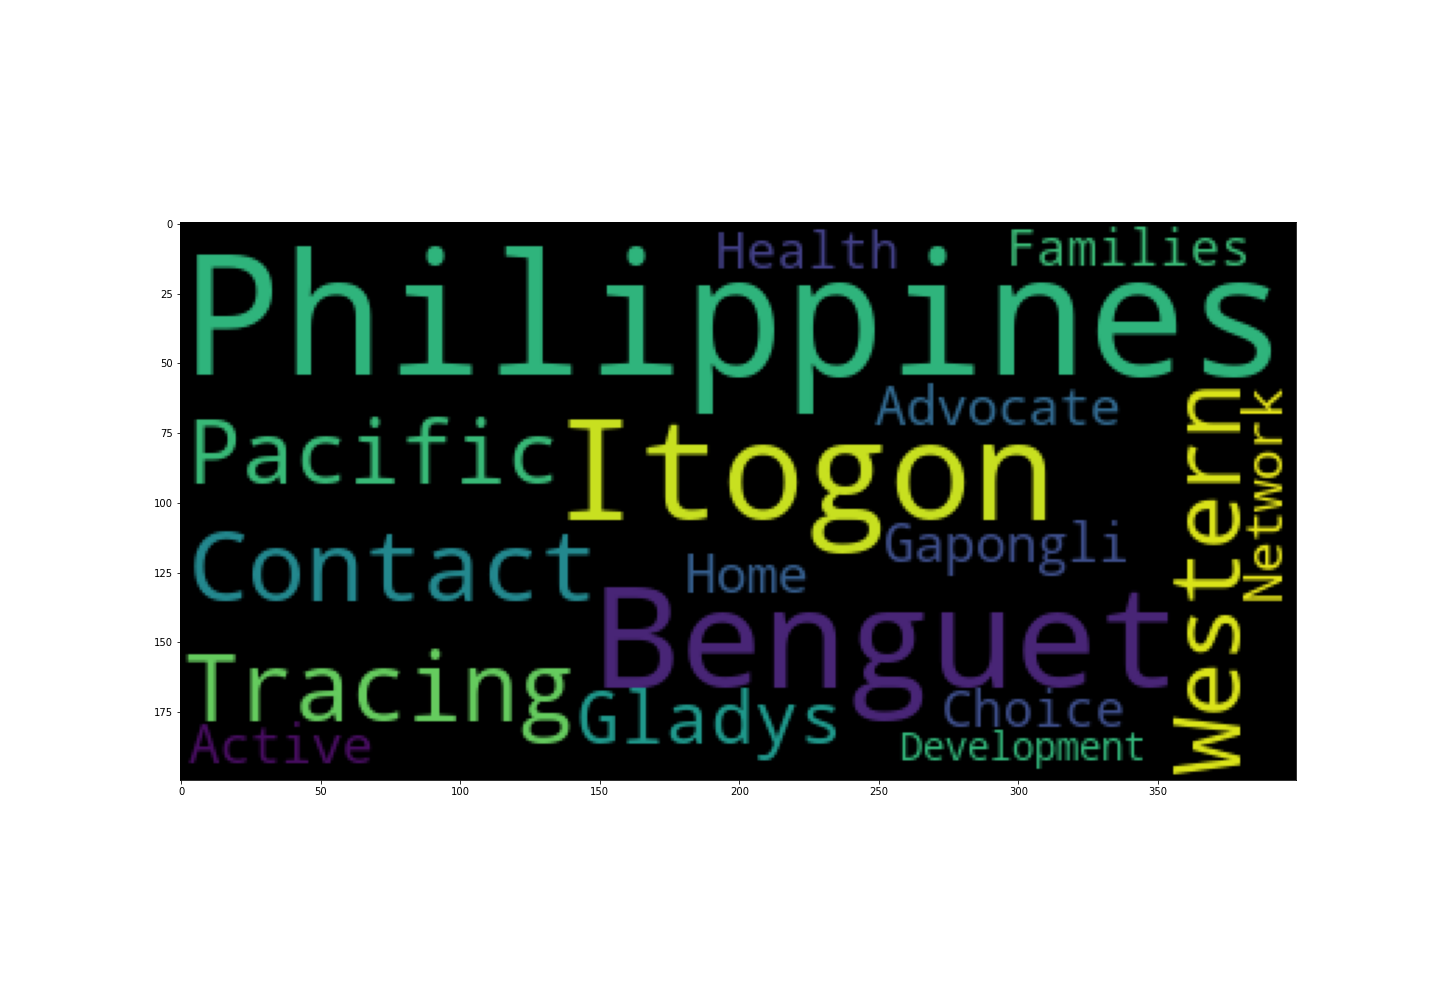 Health
Families
Philippines
Advocate
Pacific
Itogon
Western
Network
Contact
Gapongli
Home
Benguet
Tracing
Gladys
Choice
Active
Development
0
25
50
75
100
125
150
175
0
50
100
150
200
250
300
350